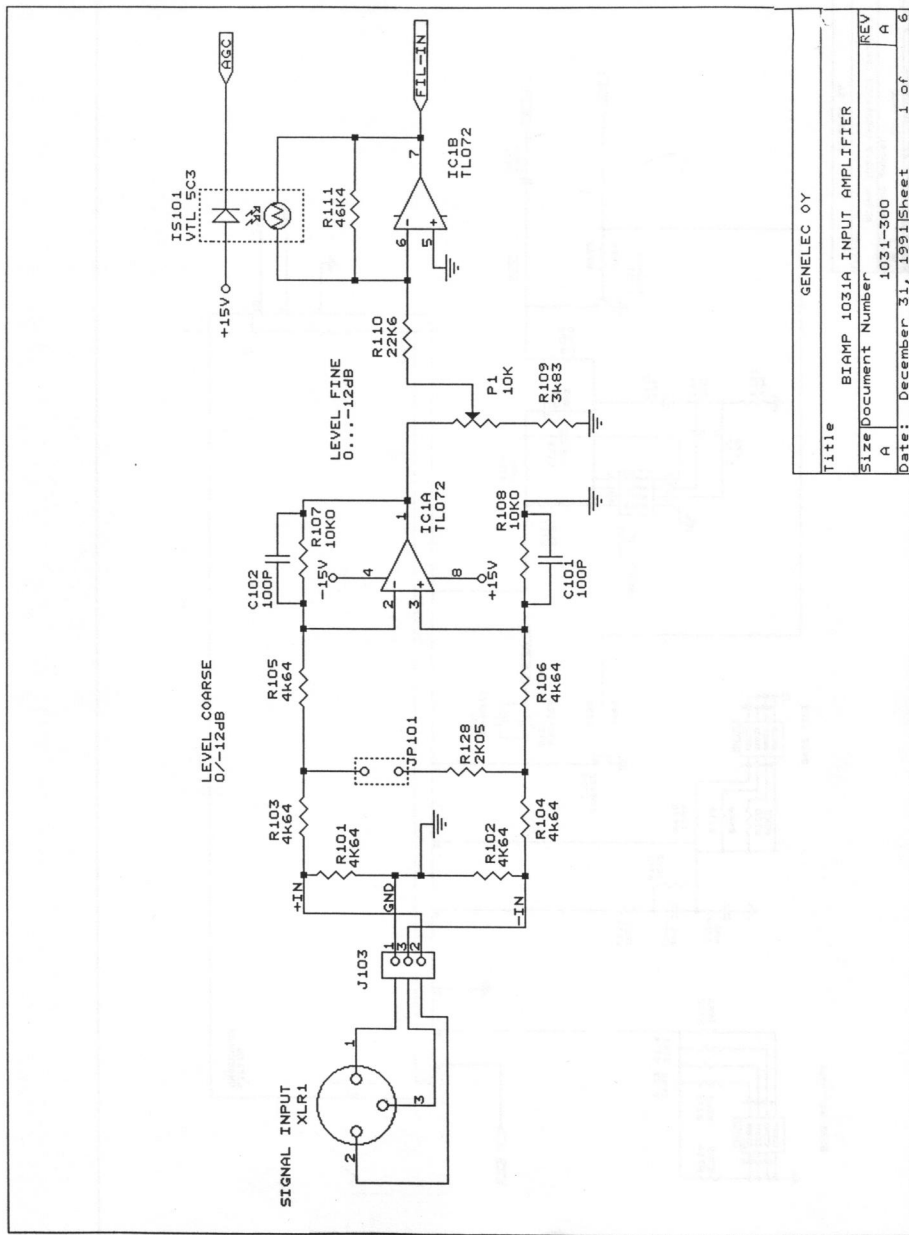 SIGNAL INPUT
XLR1
1
2
3
J103
1
3
2
+IN
GND
-IN
R101
4K64
R102
4K64
R103
4k64
R104
4k64
LEVEL COARSE
0/-12dB
JP101
R128
2K05
R105
4k64
R106
4k64
C102
100P
R107
10K0
-15V
4
2
-
3
+
8
+15V
1
IC1A
TL072
R108
10K0
C101
100P
LEVEL FINE
0...-12dB
P1
10K
R109
3k83
R110
22K6
+15V
IS101
VTL 5C3
R111
46K4
6
-
5
+
7
IC1B
TL072
AGC
FIL-IN
GENELEC OY
Title
BIAMP 1031A INPUT AMPLIFIER
Size
Document Number
REV
A
1031-300
A
Date:
December 31, 1991
Sheet 1 of 6